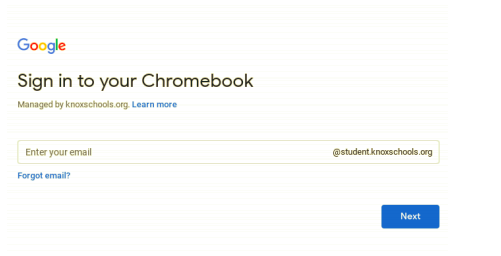 Google
Sign in to your Chromebook
Managed by knoxschools.org. Learn more
Enter your email @student.knoxschools.org
Forgot email?
Next